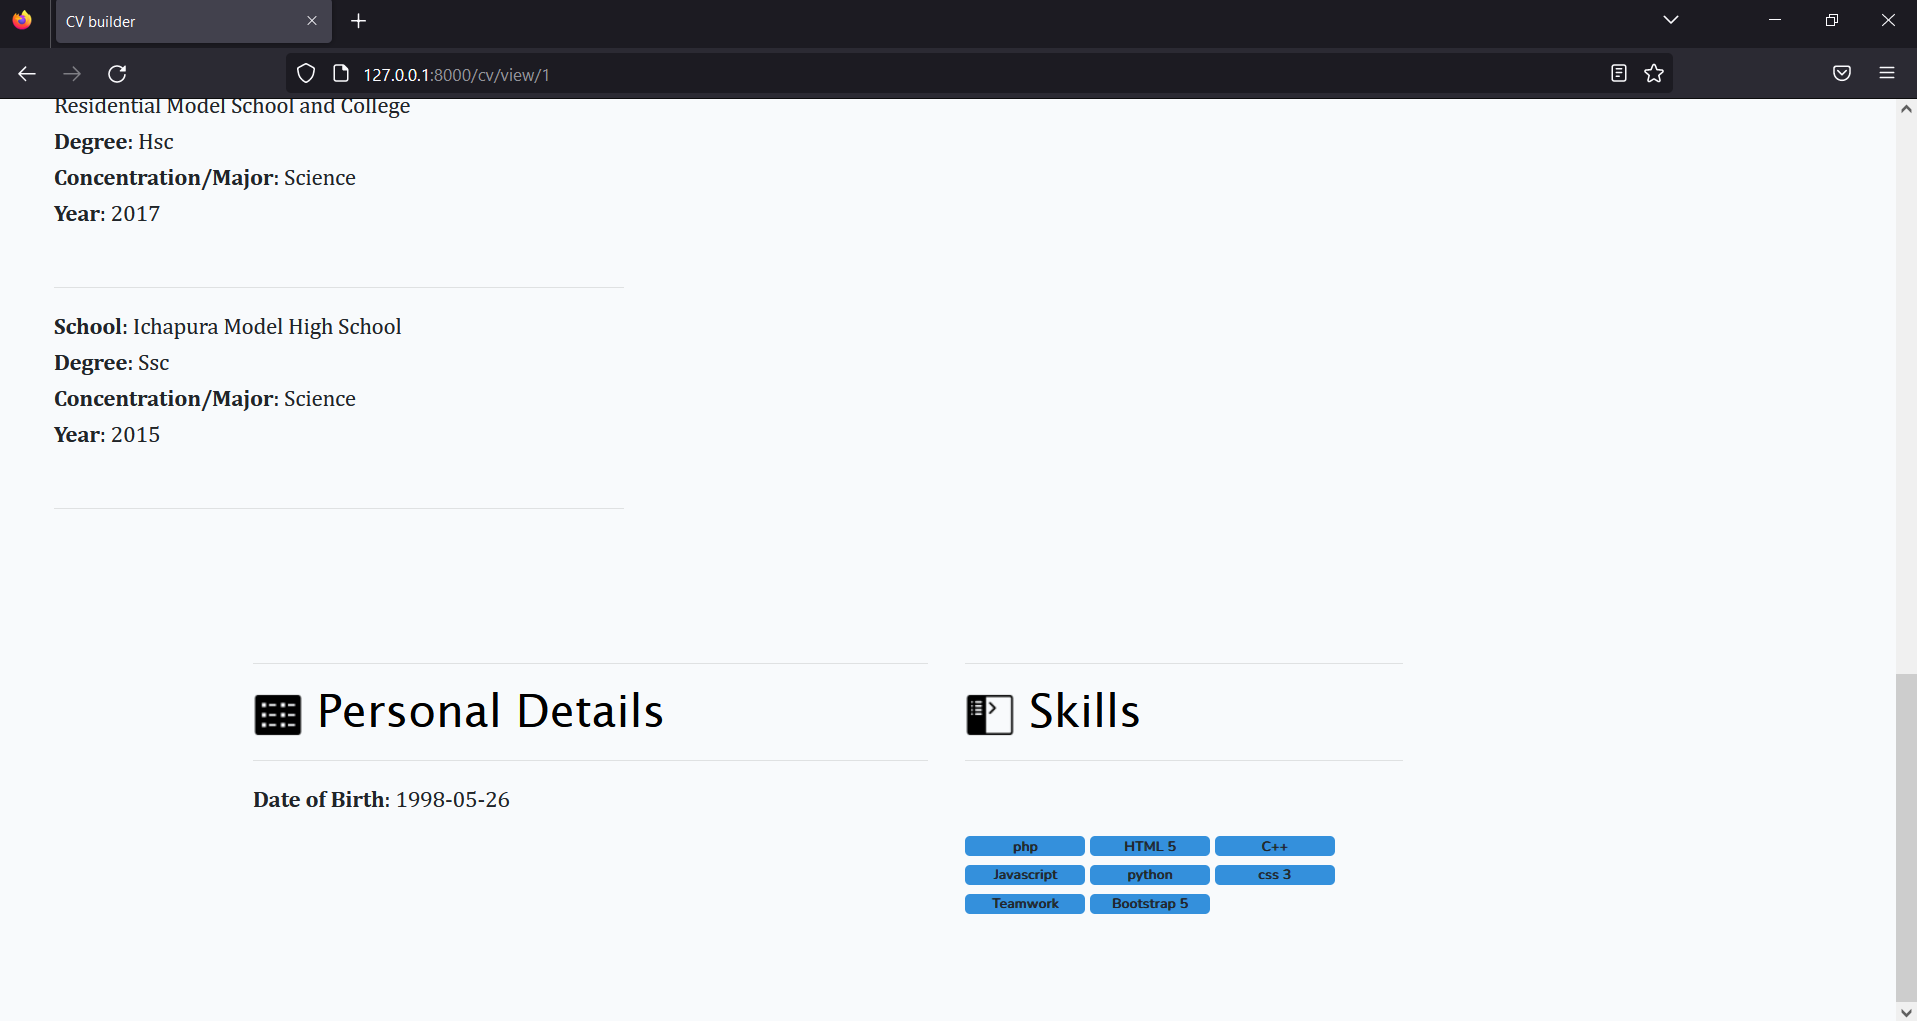 CV builder
127.0.0.1:8000/cv/view/1
Residential Model School and College
Degree: Hsc
Concentration/Major: Science
Year: 2017
School: Ichapura Model High School
Degree: Ssc
Concentration/Major: Science
Year: 2015
Personal Details
Date of Birth: 1998-05-26
Skills
php HTML 5 C++
Javascript python css 3
Teamwork Bootstrap 5